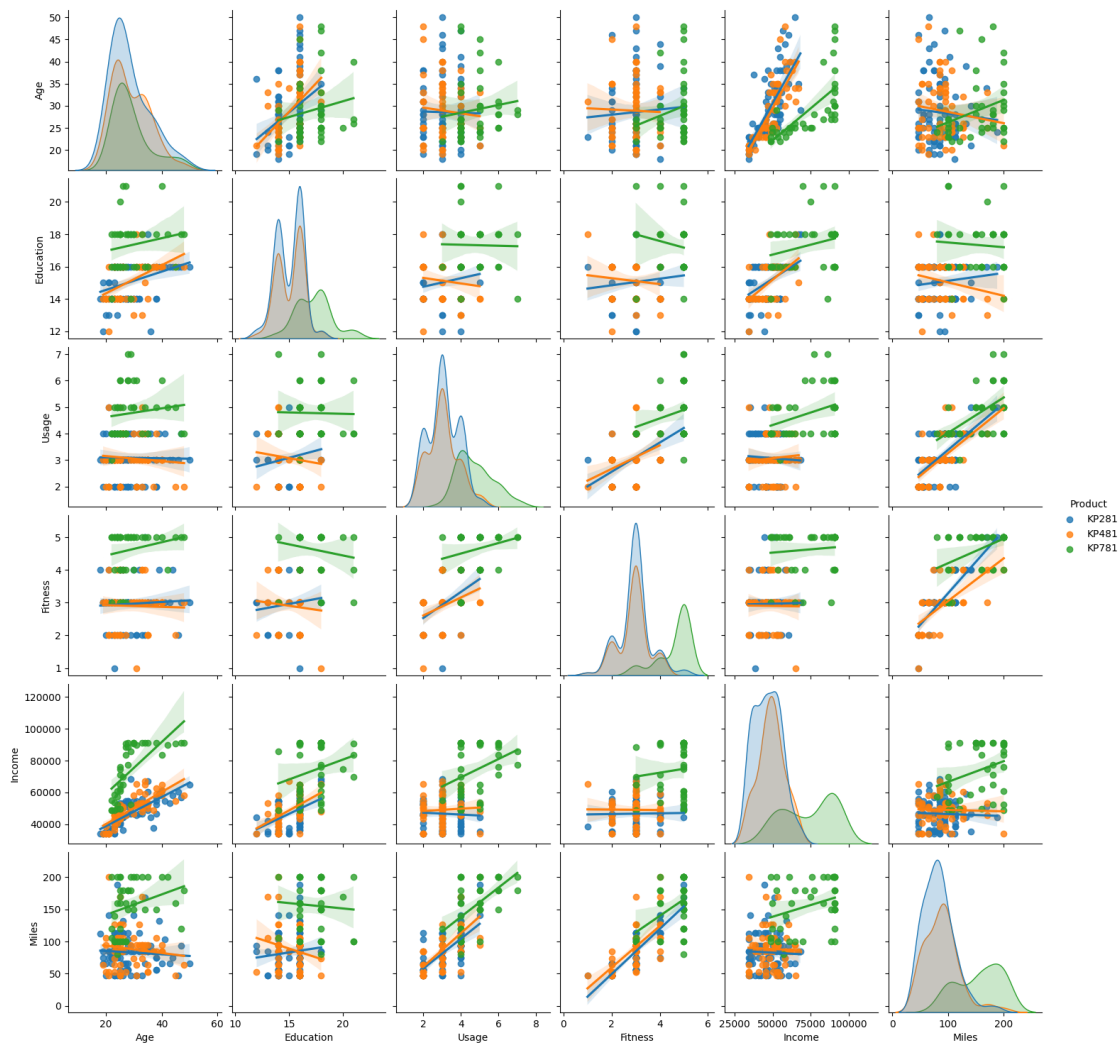 50
45
40
35
30
25
20
Age
20
18
16
14
12
Education
7
6
5
4
3
2
Usage
5
4
3
2
1
Fitness
Product
KP281
KP481
KP781
120000
100000
80000
60000
40000
Income
200
150
100
50
0
Miles
20 40 60
10 15 20
2 4 6 8
0 2 4 6
25000 50000 75000 100000
0 100 200
Age Education Usage Fitness Income Miles